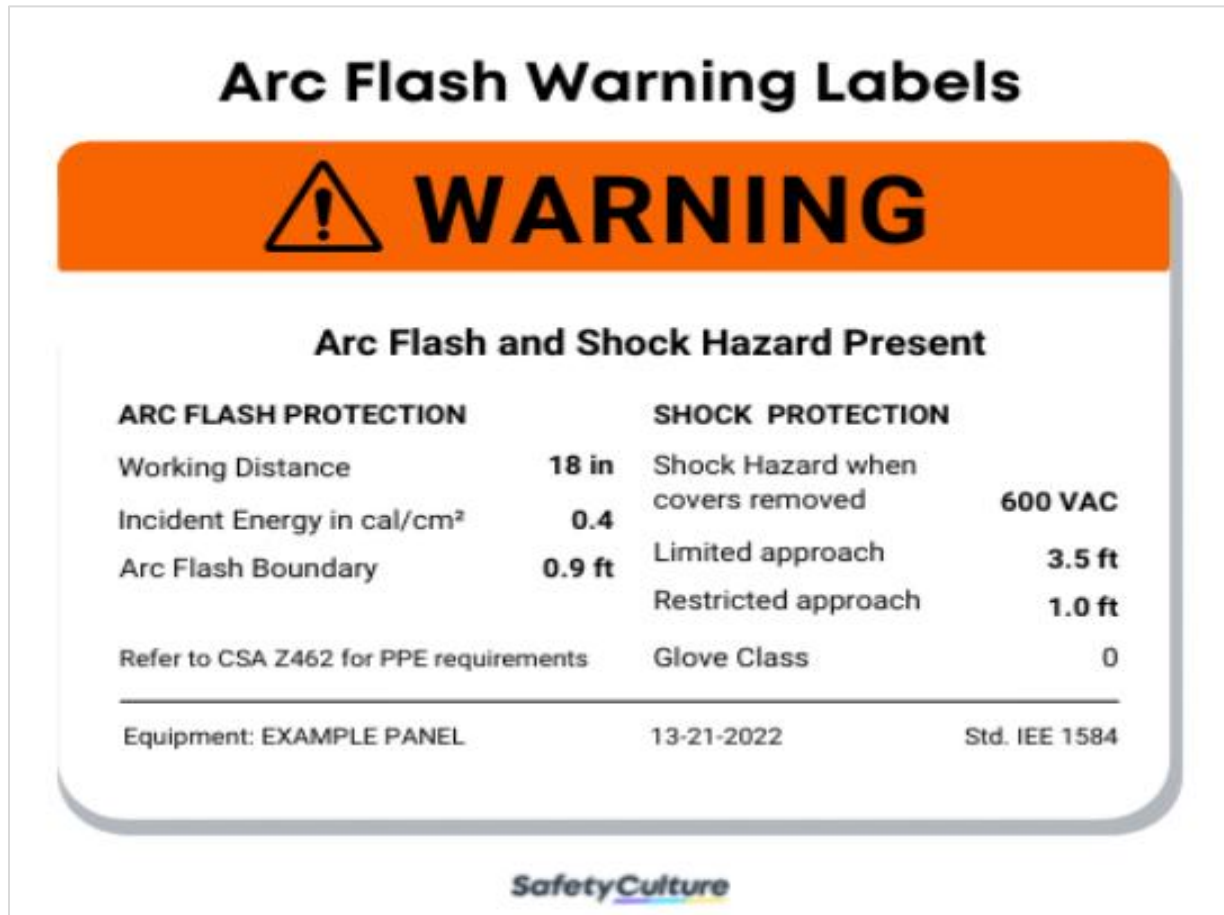 Arc Flash Warning Labels
WARNING
Arc Flash and Shock Hazard Present
ARC FLASH PROTECTION
Working Distance 18 in
Incident Energy in cal/cm² 0.4
Arc Flash Boundary 0.9 ft
Refer to CSA Z462 for PPE requirements
SHOCK PROTECTION
Shock Hazard when
covers removed 600 VAC
Limited approach 3.5 ft
Restricted approach 1.0 ft
Glove Class 0
Equipment: EXAMPLE PANEL 13-21-2022 Std. IEE 1584
SafetyCulture